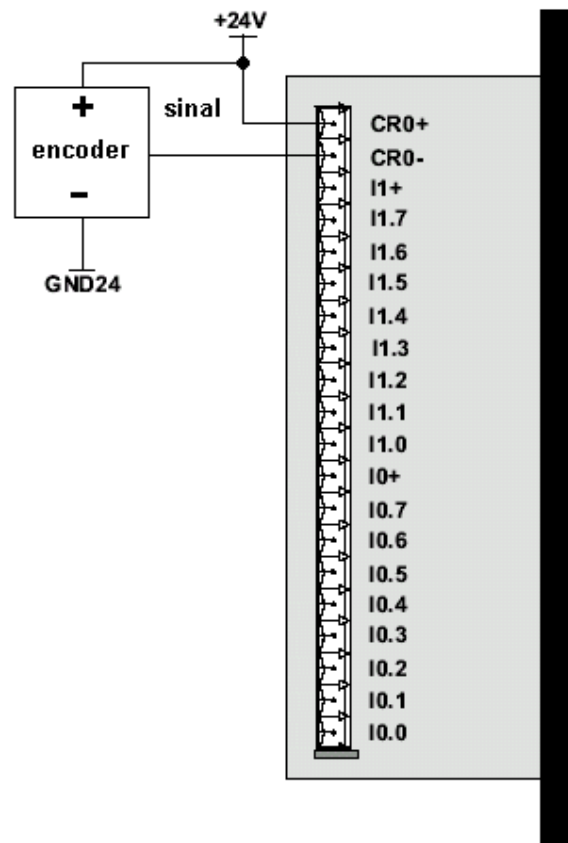 +24V
+
sinal
encoder
-
GND24
CR0+
CR0-
I1+
I1.7
I1.6
I1.5
I1.4
I1.3
I1.2
I1.1
I1.0
I0+
I0.7
I0.6
I0.5
I0.4
I0.3
I0.2
I0.1
I0.0